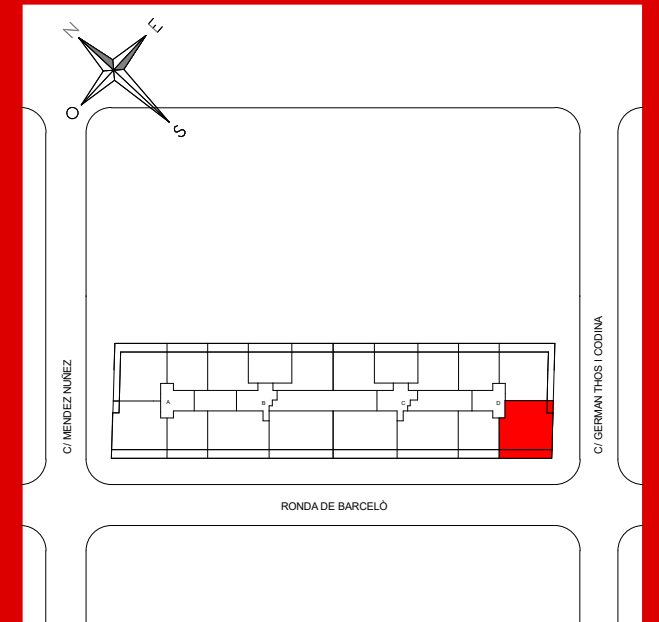 N
E
O
S
C/ MENDEZ NUÑEZ
C/ GERMAN THOS I CODINA
A
B
C
D
RONDA DE BARCELÒ